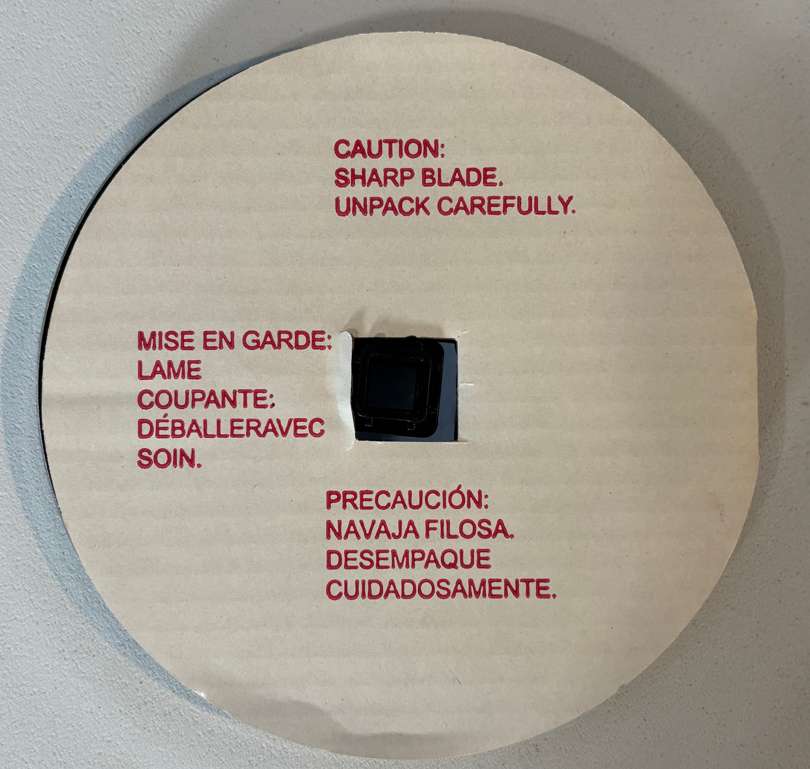 CAUTION:
SHARP BLADE.
UNPACK CAREFULLY.
MISE EN GARDE:
LAME
COUPANTE:
DÉBALLERAVEC
SOIN.
PRECAUCIÓN:
NAVAJA FILOSA.
DESEMPAQUE
CUIDADOSAMENTE.